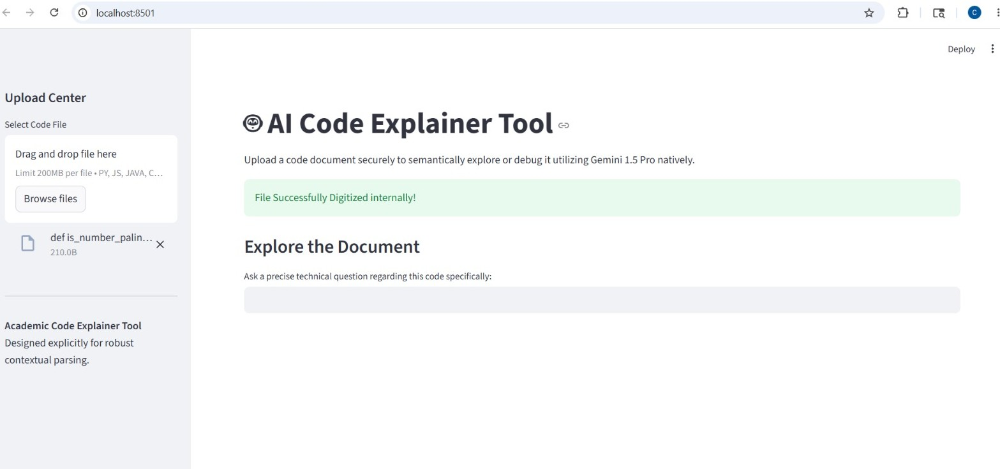 localhost:8501
C
Deploy
Upload Center
Select Code File
Drag and drop file here
Limit 200MB per file • PY, JS, JAVA, C…
Browse files
def is_number_palin…
210.0B
Academic Code Explainer Tool
Designed explicitly for robust
contextual parsing.
AI Code Explainer Tool
Upload a code document securely to semantically explore or debug it utilizing Gemini 1.5 Pro natively.
File Successfully Digitized internally!
Explore the Document
Ask a precise technical question regarding this code specifically: